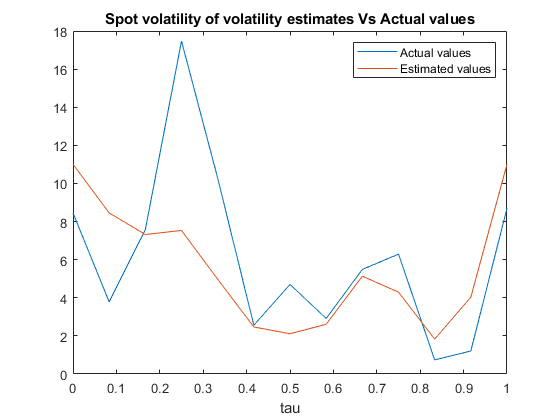 Spot volatility of volatility estimates Vs Actual values
18
16
14
12
10
8
6
4
2
0
Actual values
Estimated values
0 0.1 0.2 0.3 0.4 0.5 0.6 0.7 0.8 0.9 1
tau